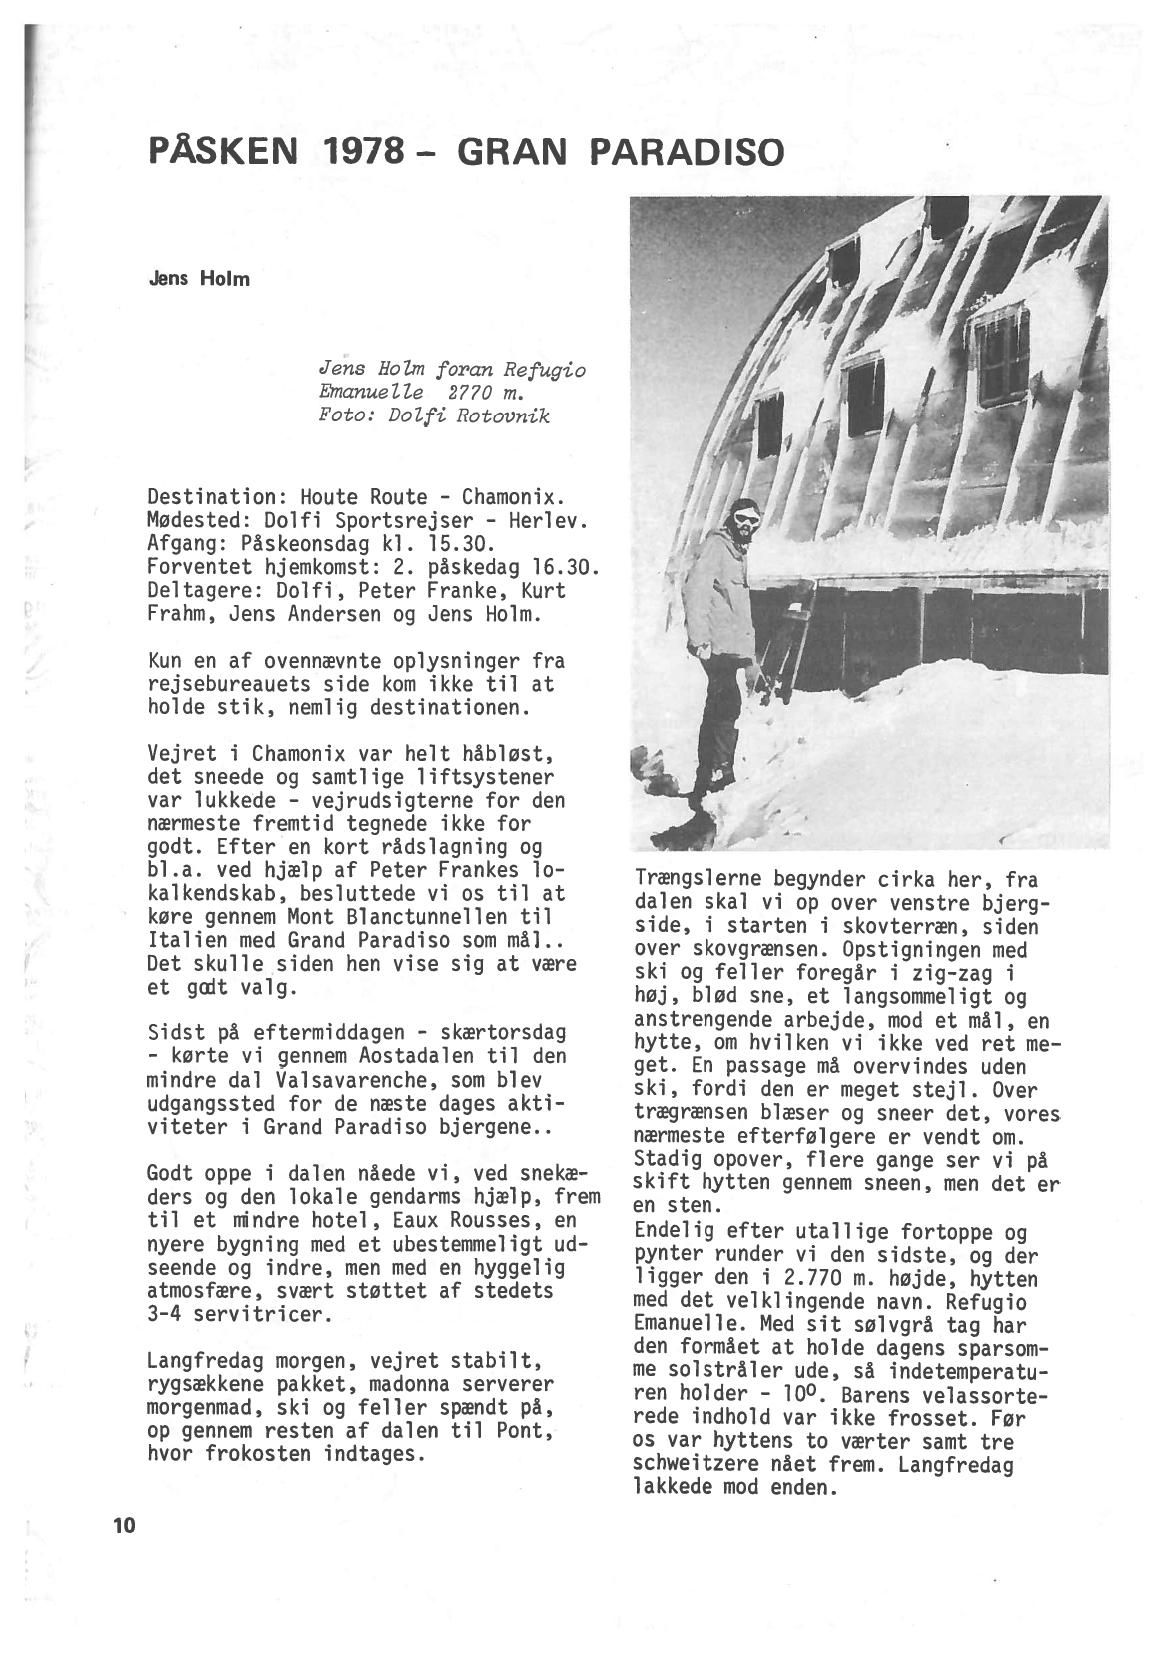 PÅSKEN 1978 – GRAN PARADISO
Jens Holm
Jens Holm foran Refugio
Emanuelle 2770 m.
Foto: Dolfi Rotovnik
Destination: Houte Route - Chamonix.
Mødested: Dolfi Sportsrejser - Herlev.
Afgang: Påskeonsdag kl. 15.30.
Forventet hjemkomst: 2. påskedag 16.30.
Deltagere: Dolfi, Peter Franke, Kurt
Frahm, Jens Andersen og Jens Holm.
Kun en af ovennævnte oplysninger fra
rejsebureauets side kom ikke til at
holde stik, nemlig destinationen.
Vejret i Chamonix var helt håbløst,
det sneede og samtlige liftsystener
var lukkede - vejrudsigterne for den
nærmeste fremtid tegnede ikke for
godt. Efter en kort rådslagning og
bl.a. ved hjælp af Peter Frankes lo-
kalkendskab, besluttede vi os til at
køre gennem Mont Blanctunnellen til
Italien med Grand Paradiso som mål..
Det skulle siden hen vise sig at være
et godt valg.
Sidst på eftermiddagen - skærtorsdag
- kørte vi gennem Aostadalen til den
mindre dal Valsavarenche, som blev
udgangssted for de næste dages akti-
viteter i Grand Paradiso bjergene..
Godt oppe i dalen nåede vi, ved snekæ-
ders og den lokale gendarms hjælp, frem
til et mindre hotel, Eaux Rousses, en
nyere bygning med et ubestemmeligt ud-
seende og indre, men med en hyggelig
atmosfære, svært støttet af stedets
3-4 servitricer.
Langfredag morgen, vejret stabilt,
rygsækkene pakket, madonna serverer
morgenmad, ski og feller spændt på,
op gennem resten af dalen til Pont,
hvor frokosten indtages.
Trængslerne begynder cirka her, fra
dalen skal vi op over venstre bjerg-
side, i starten i skovterræn, siden
over skovgrænsen. Opstigningen med
ski og feller foregår i zig-zag i
høj, blød sne, et langsommeligt og
anstrengende arbejde, mod et mål, en
hytte, om hvilken vi ikke ved ret me-
get. En passage må overvindes uden
ski, fordi den er meget stejl. Over
trægrænsen blæser og sneer det, vores
nærmeste efterfølgere er vendt om.
Stadig opover, flere gange ser vi på
skift hytten gennem sneen, men det er
en sten.
Endelig efter utallige fortoppe og
pynter runder vi den sidste, og der
ligger den i 2.770 m. højde, hytten
med det velklingende navn. Refugio
Emanuelle. Med sit sølvgrå tag har
den formået at holde dagens sparsom-
me solstråler ude, så indetemperatu-
ren holder - 10°. Barens velassorte-
rede indhold var ikke frosset. Før
os var hyttens to værter samt tre
schweitzere nået frem. Langfredag
lakkede mod enden.
10